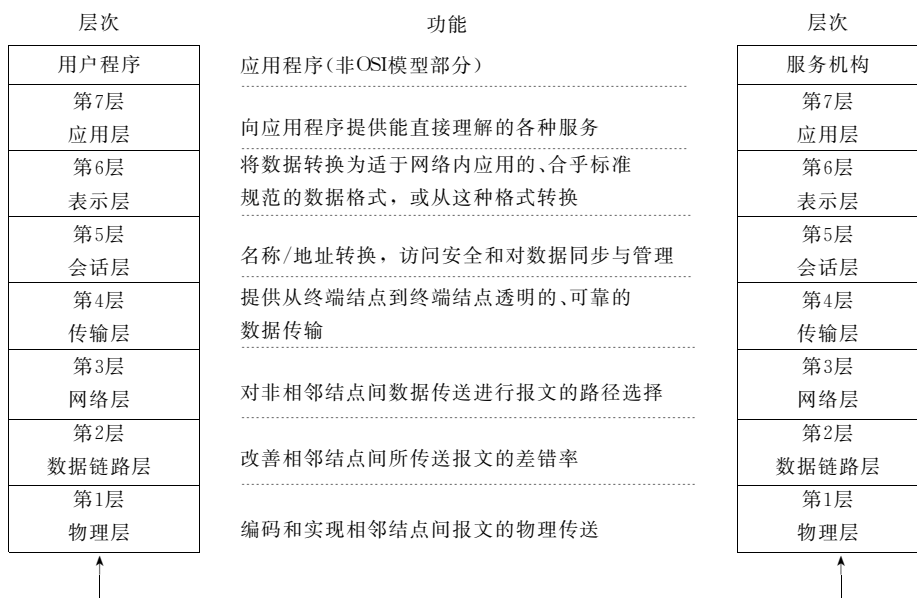 层次 功能 层次
用户程序 应用程序(非OSI模型部分) 服务机构
第7层 第7层
应用层 向应用程序提供能直接理解的各种服务 应用层
第6层 将数据转换为适于网络内应用的、合乎标准 第6层
表示层 规范的数据格式，或从这种格式转换 表示层
第5层 第5层
会话层 名称/地址转换，访问安全和对数据同步与管理 会话层
第4层 提供从终端结点到终端结点透明的、可靠的 第4层
传输层 数据传输 传输层
第3层 第3层
网络层 对非相邻结点间数据传送进行报文的路径选择 网络层
第2层 第2层
数据链路层 改善相邻结点间所传送报文的差错率 数据链路层
第1层 第1层
物理层 编码和实现相邻结点间报文的物理传送 物理层